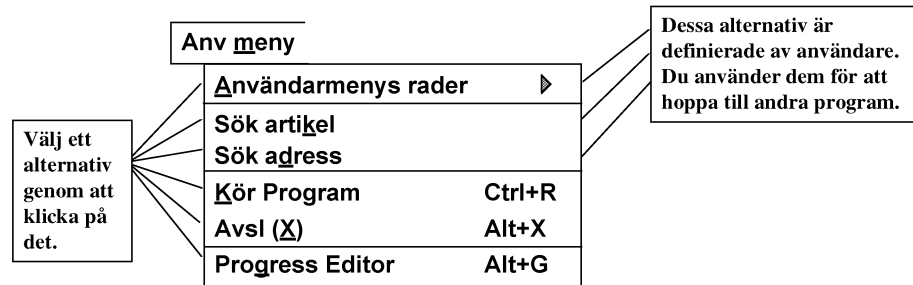 Anv meny
Användarmenys rader
Sök artikel
Sök adress
Kör Program Ctrl+R
Avsl (X) Alt+X
Progress Editor Alt+G
Välj ett
alternativ
genom att
klicka på
det.
Dessa alternativ är
definierade av användare.
Du använder dem för att
hoppa till andra program.